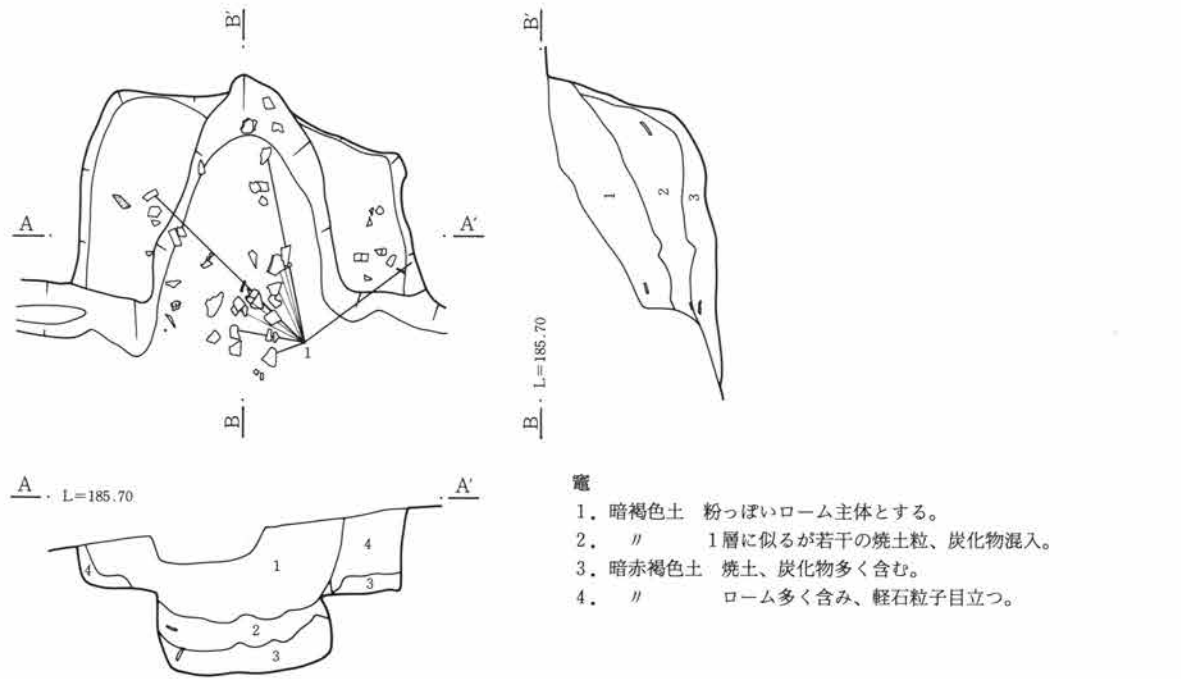 B′
B′
A
A′
1
2
3
1
B
B L=185.70
A L=185.70
A′
4
1
4
3
2
3
竈
1. 暗褐色土 粉っぽいローム主体とする。
2. 〃 1層に似るが若干の焼土粒、炭化物混入。
3. 暗赤褐色土 焼土、炭化物多く含む。
4. 〃 ローム多く含み、軽石粒子目立つ。